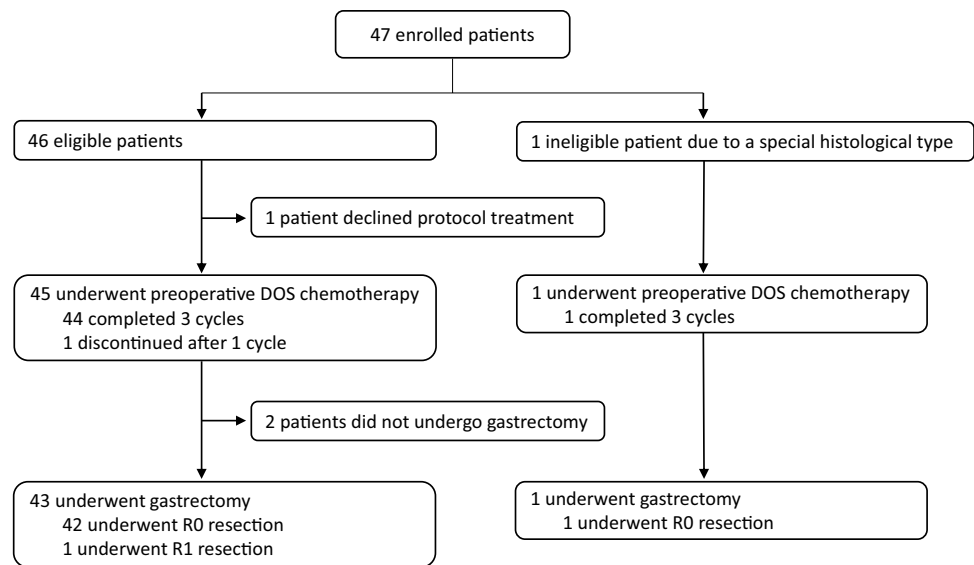 47 enrolled patients
46 eligible patients
1 ineligible patient due to a special histological type
1 patient declined protocol treatment
45 underwent preoperative DOS chemotherapy
44 completed 3 cycles
1 discontinued after 1 cycle
1 underwent preoperative DOS chemotherapy
1 completed 3 cycles
2 patients did not undergo gastrectomy
43 underwent gastrectomy
42 underwent R0 resection
1 underwent R1 resection
1 underwent gastrectomy
1 underwent R0 resection